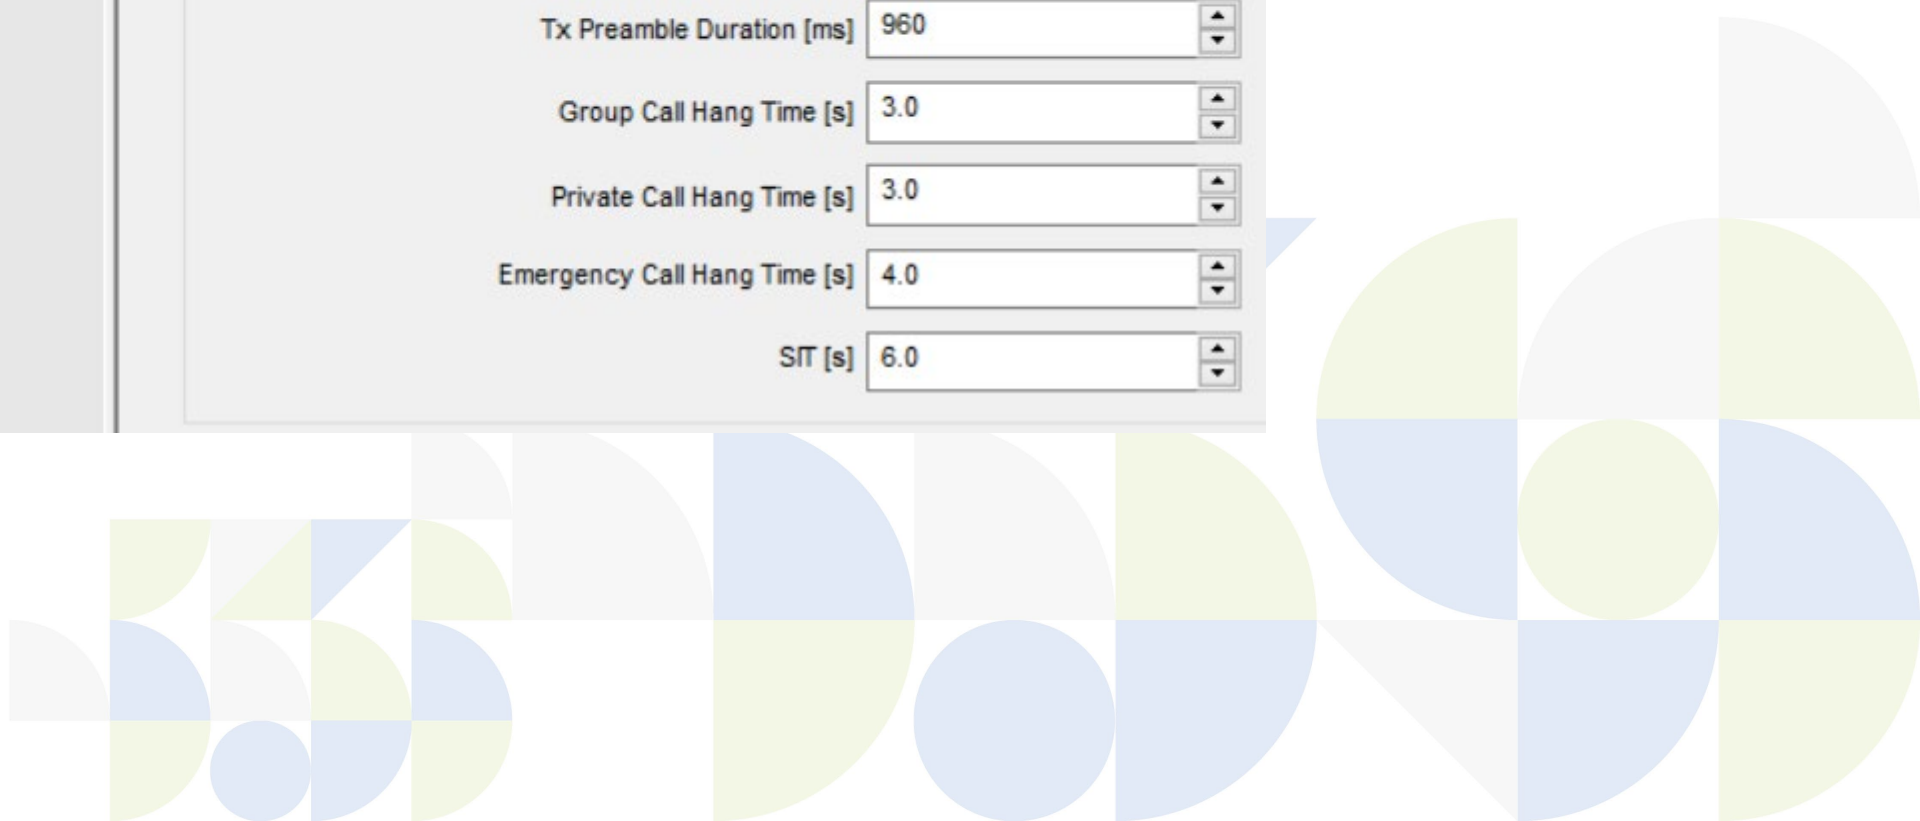 Tx Preamble Duration [ms] 960
Group Call Hang Time [s] 3.0
Private Call Hang Time [s] 3.0
Emergency Call Hang Time [s] 4.0
SIT [s] 6.0